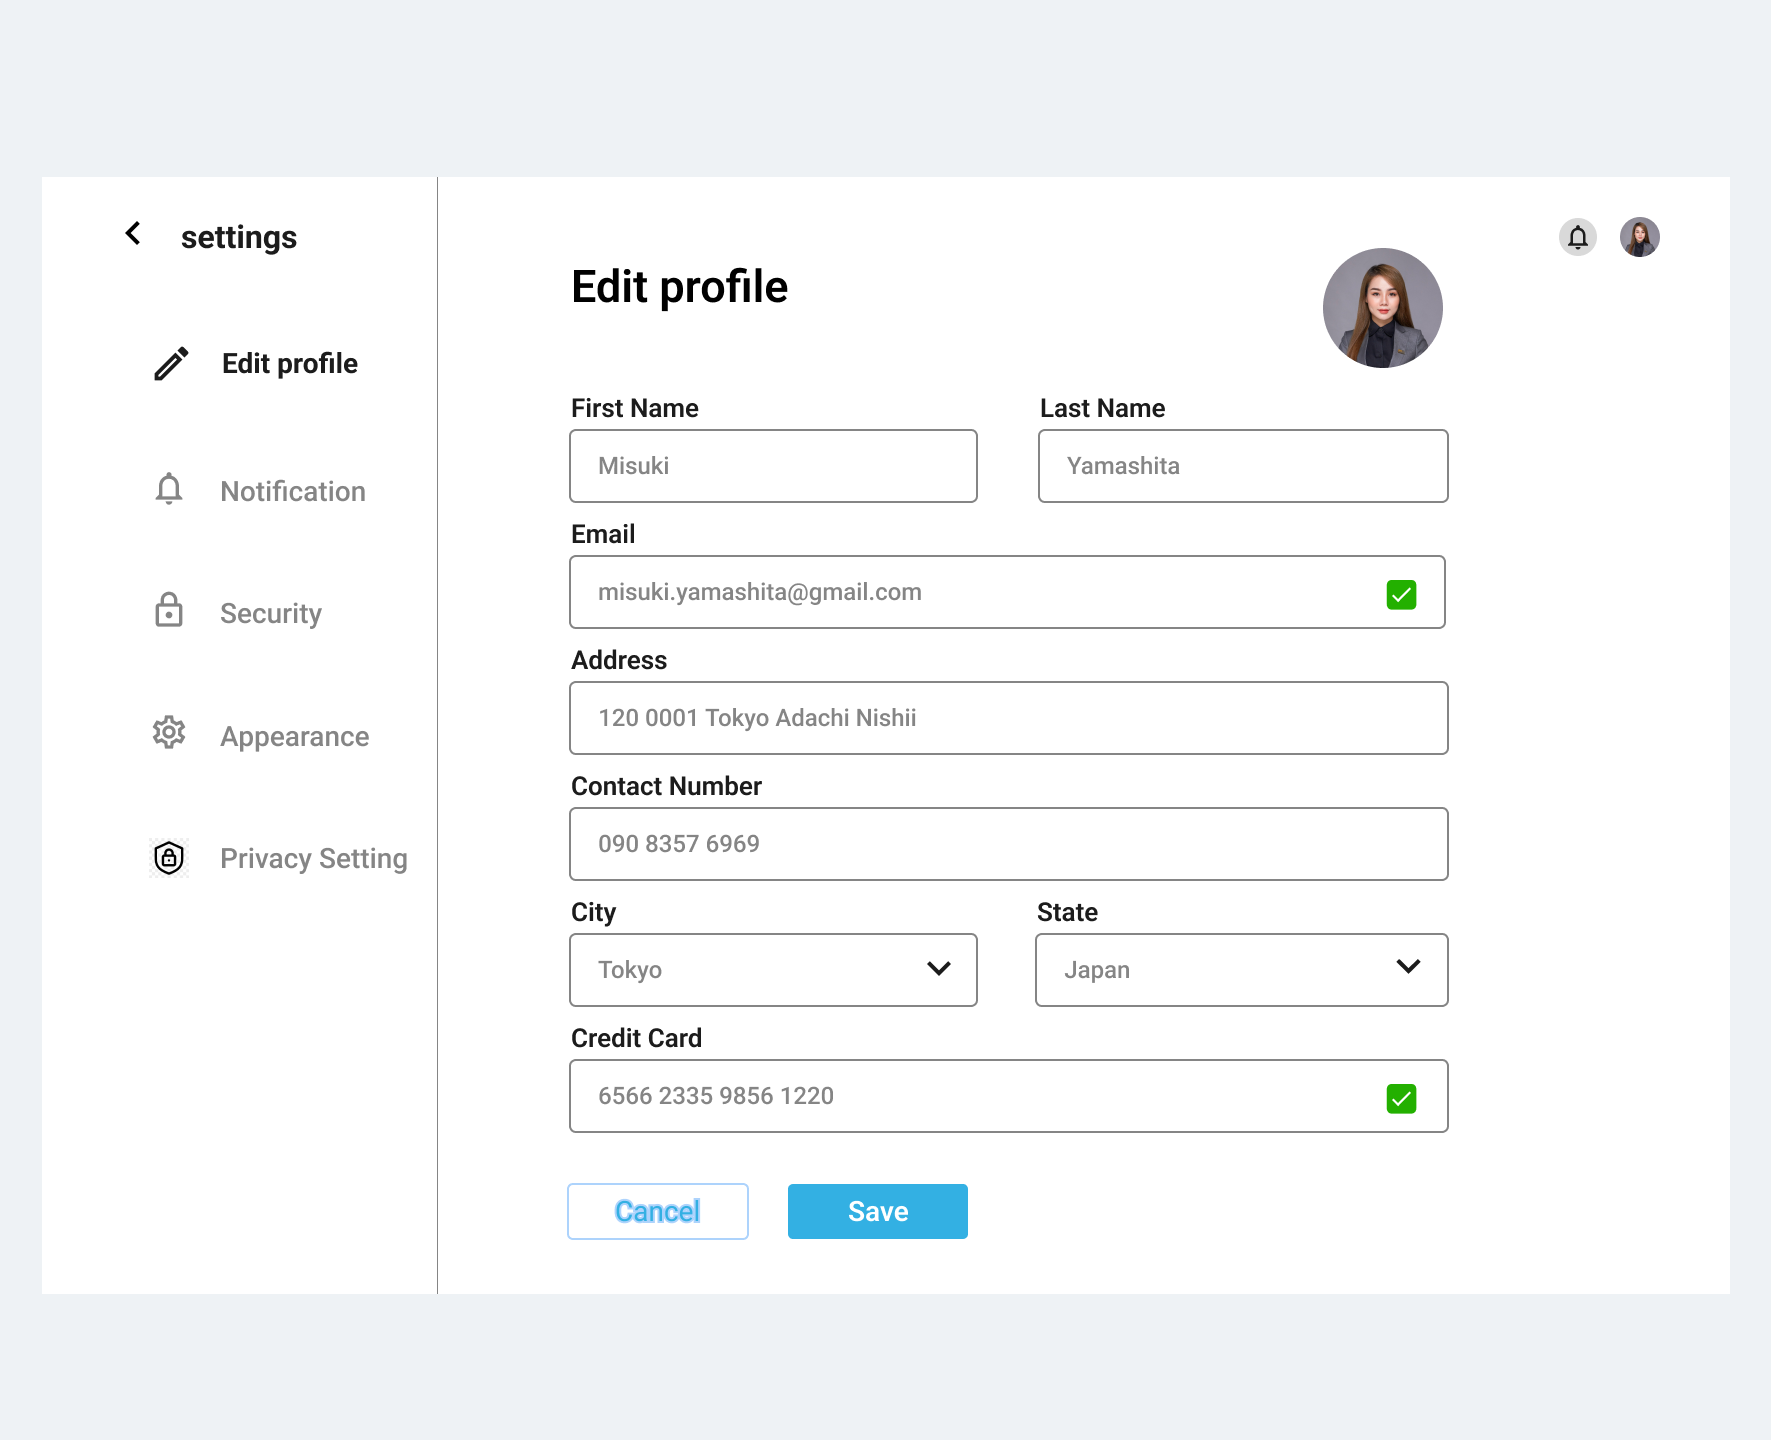 settings
Edit profile
Notification
Security
Appearance
Privacy Setting
Edit profile
First Name
Last Name
Misuki
Yamashita
Email
misuki.yamashita@gmail.com
Address
120 0001 Tokyo Adachi Nishii
Contact Number
090 8357 6969
City
State
Tokyo
Japan
Credit Card
6566 2335 9856 1220
Cancel
Save